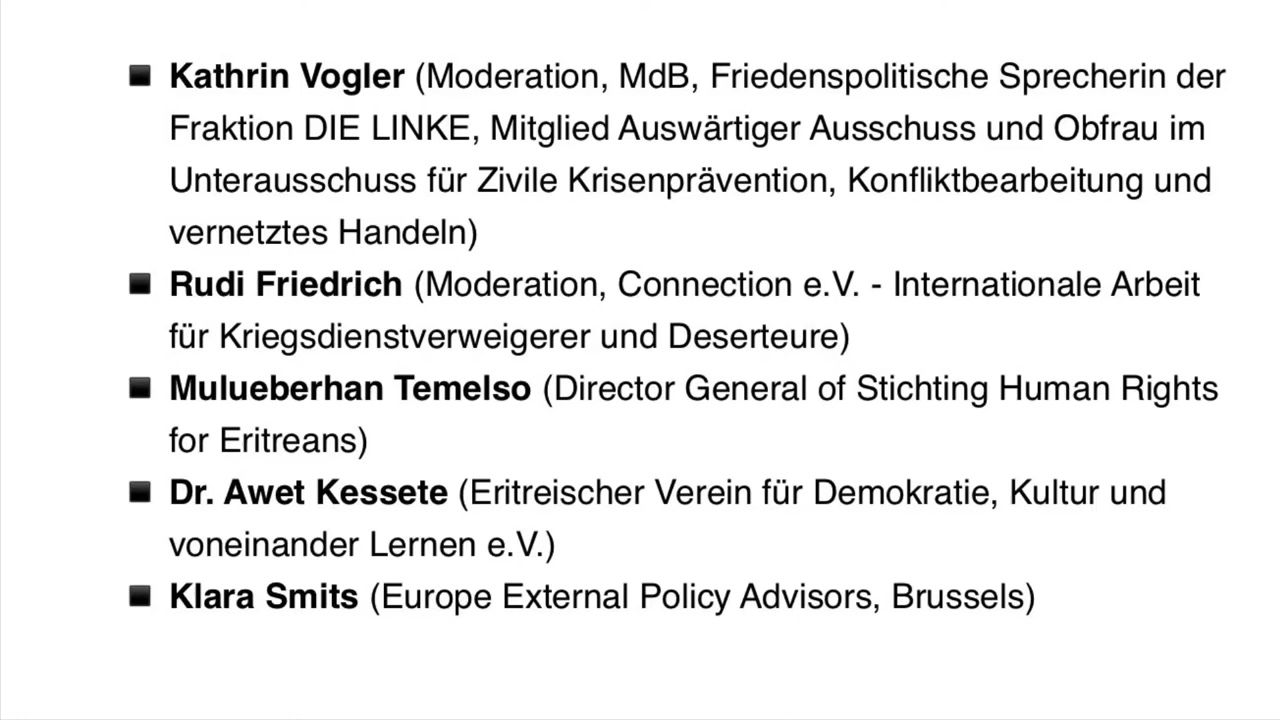 ▪ Kathrin Vogler (Moderation, MdB, Friedenspolitische Sprecherin der
Fraktion DIE LINKE, Mitglied Auswärtiger Ausschuss und Obfrau im
Unterausschuss für Zivile Krisenprävention, Konfliktbearbeitung und
vernetztes Handeln)
▪ Rudi Friedrich (Moderation, Connection e.V. - Internationale Arbeit
für Kriegsdienstverweigerer und Deserteure)
▪ Mulueberhan Temelso (Director General of Stichting Human Rights
for Eritreans)
▪ Dr. Awet Kessete (Eritreischer Verein für Demokratie, Kultur und
voneinander Lernen e.V.)
▪ Klara Smits (Europe External Policy Advisors, Brussels)